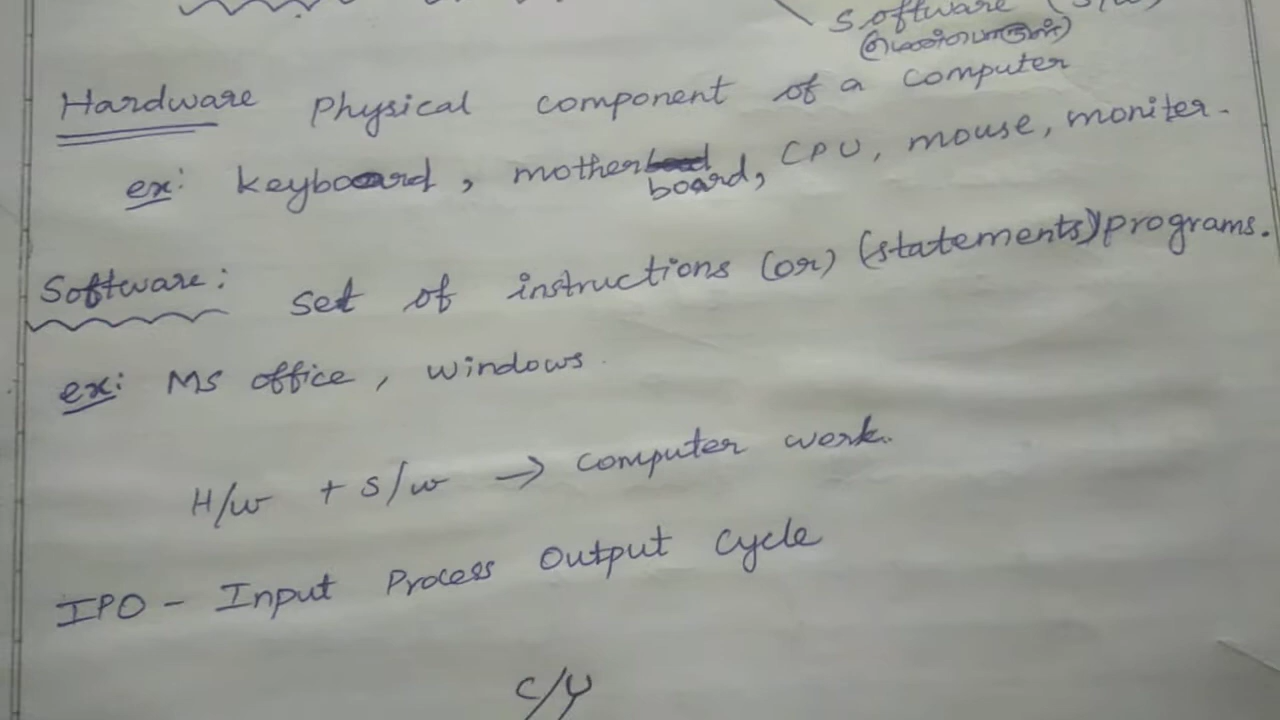 Software (S/W)
(மென்பொருள்)
Hardware physical component of a computer
ex: keyboard, motherboard, CPU, mouse, moniter.
Software: set of instructions (or) (statements) programs.
ex: MS office, windows.
H/w + S/w → computer work.
IPO - Input Process Output Cycle
C/Y